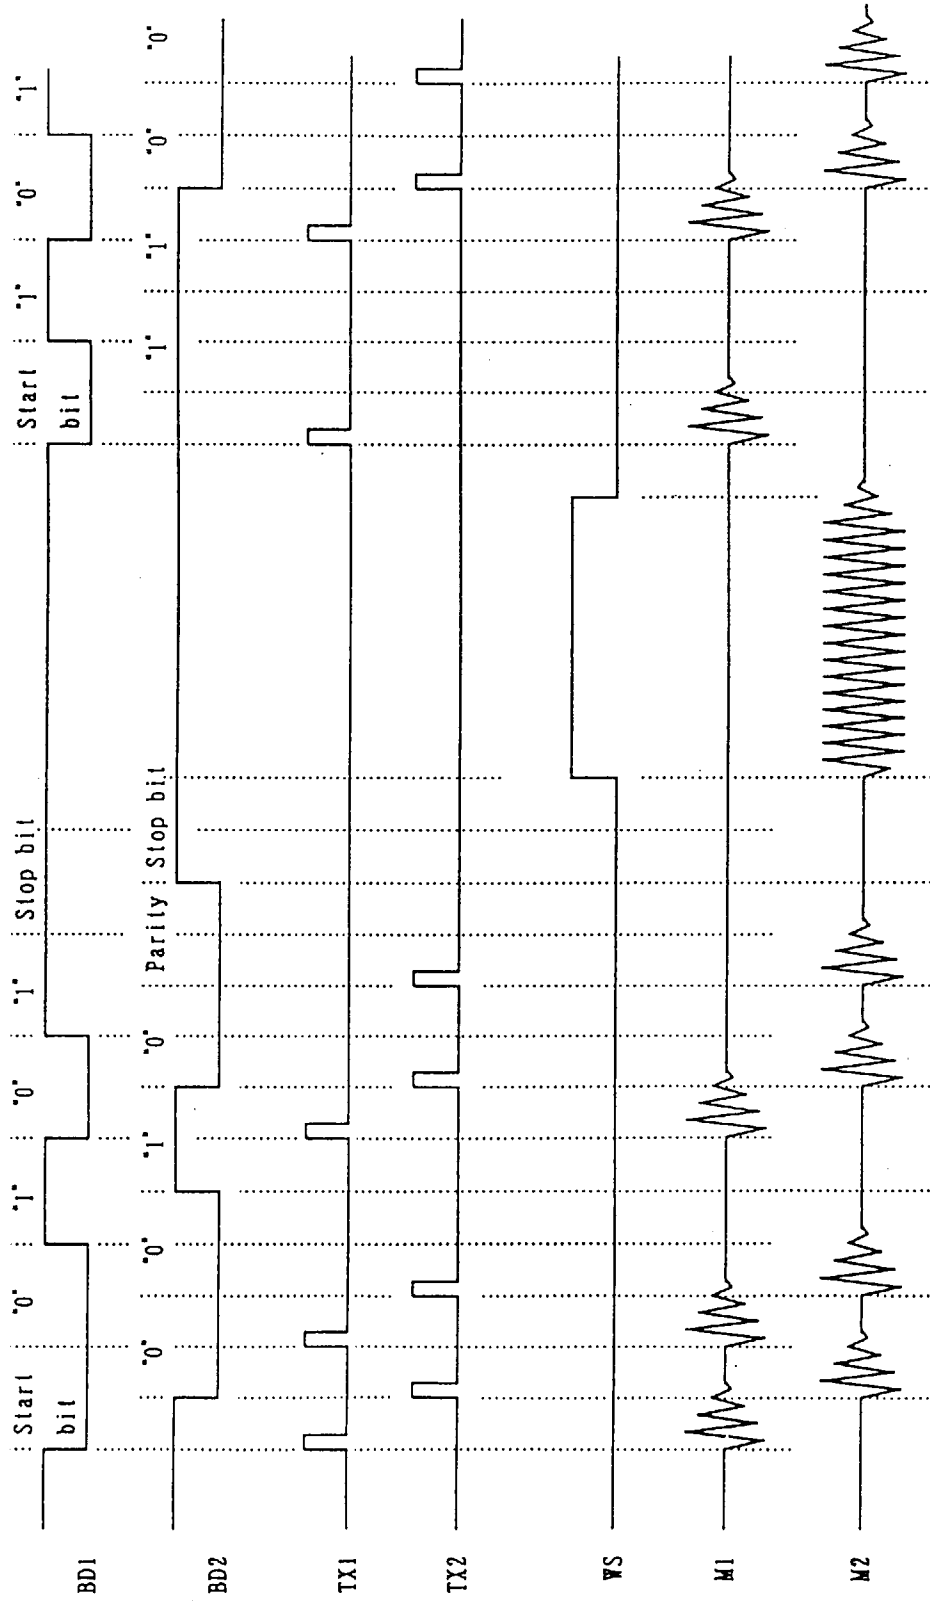 Start "0" "1" "0" "1" Stop bit Start "1" "0" "1"
bit bit
BD1
"0" "0" "1" "0" Parity Stop bit "1" "1" "0" "0"
BD2
TX1
TX2
WS
M1
M2